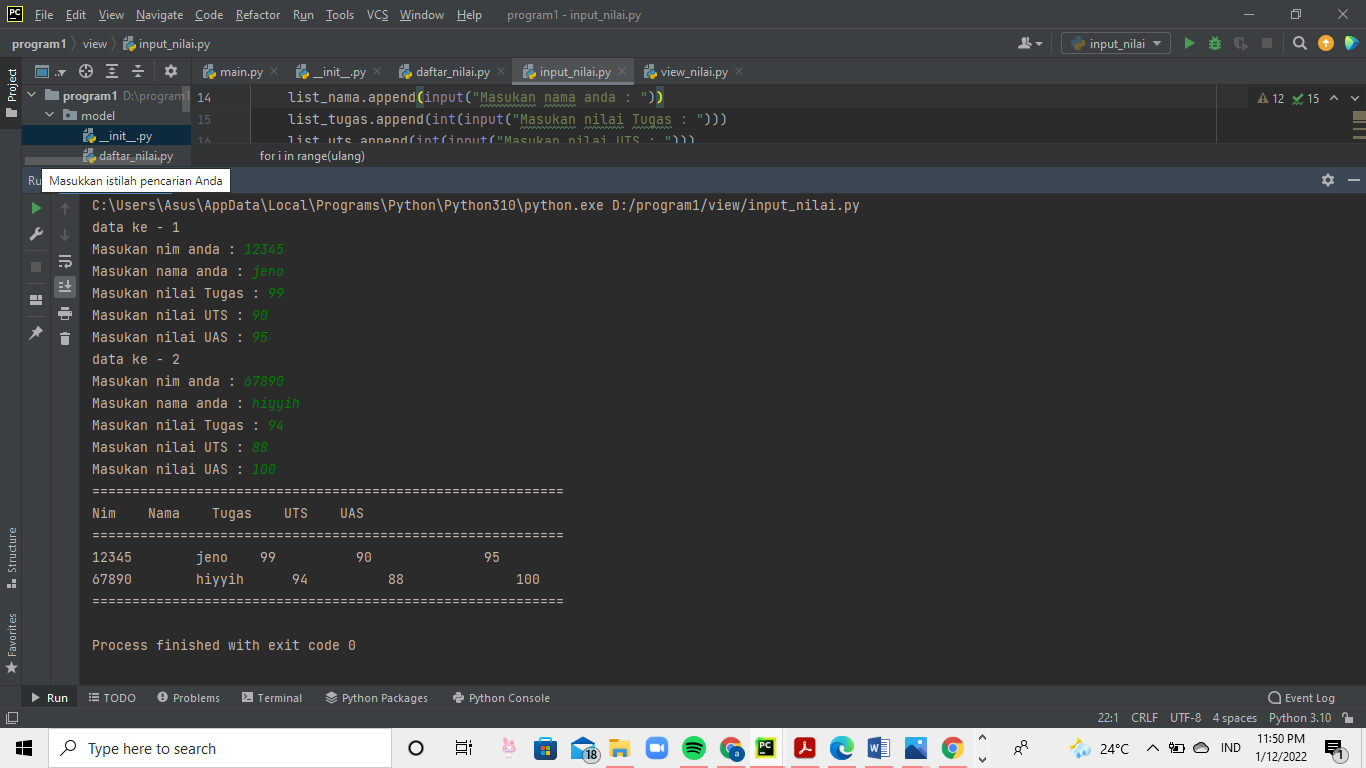 PC File Edit View Navigate Code Refactor Run Tools VCS Window Help program1 - input_nilai.py
program1 view input_nilai.py input_nilai
Project
main.py __init__.py daftar_nilai.py input_nilai.py view_nilai.py
program1 D:\program1
model
__init__.py
daftar_nilai.py
14 list_nama.append(input("Masukan nama anda : "))
15 list_tugas.append(int(input("Masukan nilai Tugas : ")))
16 list_uts.append(int(input("Masukan nilai UTS : ")))
12 15
for i in range(ulang)
Ru
Masukkan istilah pencarian Anda
C:\Users\Asus\AppData\Local\Programs\Python\Python310\python.exe D:/program1/view/input_nilai.py
data ke - 1
Masukan nim anda : 12345
Masukan nama anda : jeno
Masukan nilai Tugas : 99
Masukan nilai UTS : 90
Masukan nilai UAS : 95
data ke - 2
Masukan nim anda : 67890
Masukan nama anda : hiyyih
Masukan nilai Tugas : 94
Masukan nilai UTS : 88
Masukan nilai UAS : 100
===========================================================
Nim    Nama    Tugas    UTS    UAS
===========================================================
12345        jeno    99          90              95
67890        hiyyih      94          88              100
===========================================================
Process finished with exit code 0
Structure
Favorites
Run TODO Problems Terminal Python Packages Python Console Event Log
22:1 CRLF UTF-8 4 spaces Python 3.10
Type here to search
18
PC
24°C
IND
11:50 PM
1/12/2022
1